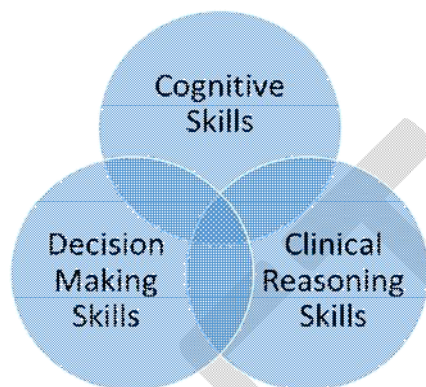 Cognitive
Skills
Decision
Making
Skills
Clinical
Reasoning
Skills